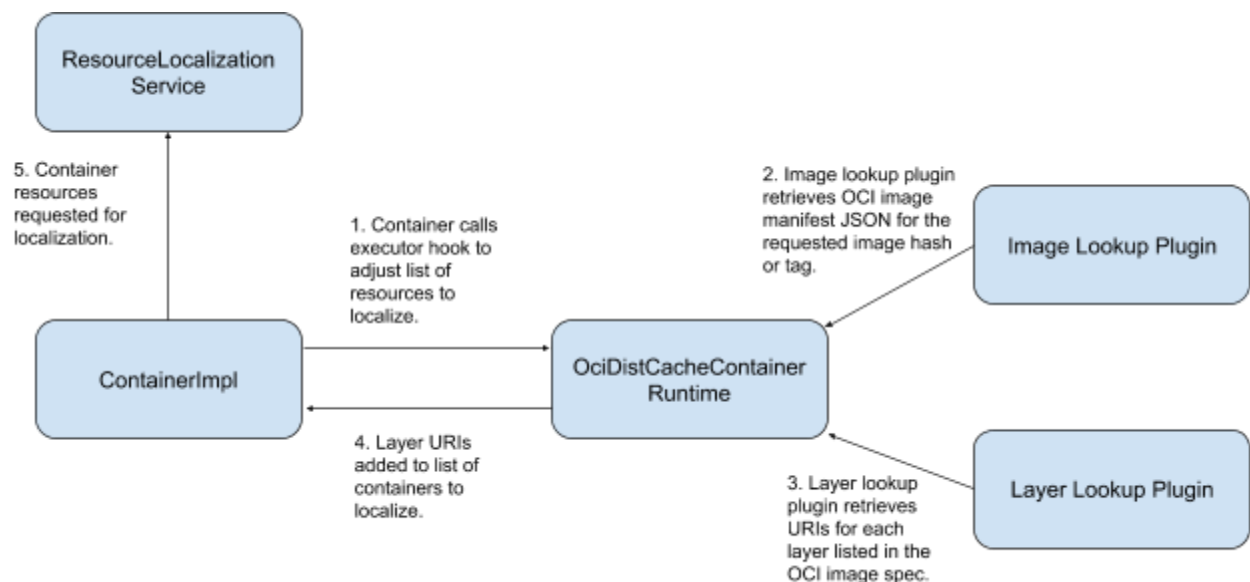 ResourceLocalization
Service
5. Container
resources
requested for
localization.
1. Container calls
executor hook to
adjust list of
resources to
localize.
2. Image lookup plugin
retrieves OCI image
manifest JSON for the
requested image hash
or tag.
Image Lookup Plugin
ContainerImpl
OciDistCacheContainer
Runtime
4. Layer URIs
added to list of
containers to
localize.
3. Layer lookup
plugin retrieves
URIs for each
layer listed in the
OCI image spec.
Layer Lookup Plugin